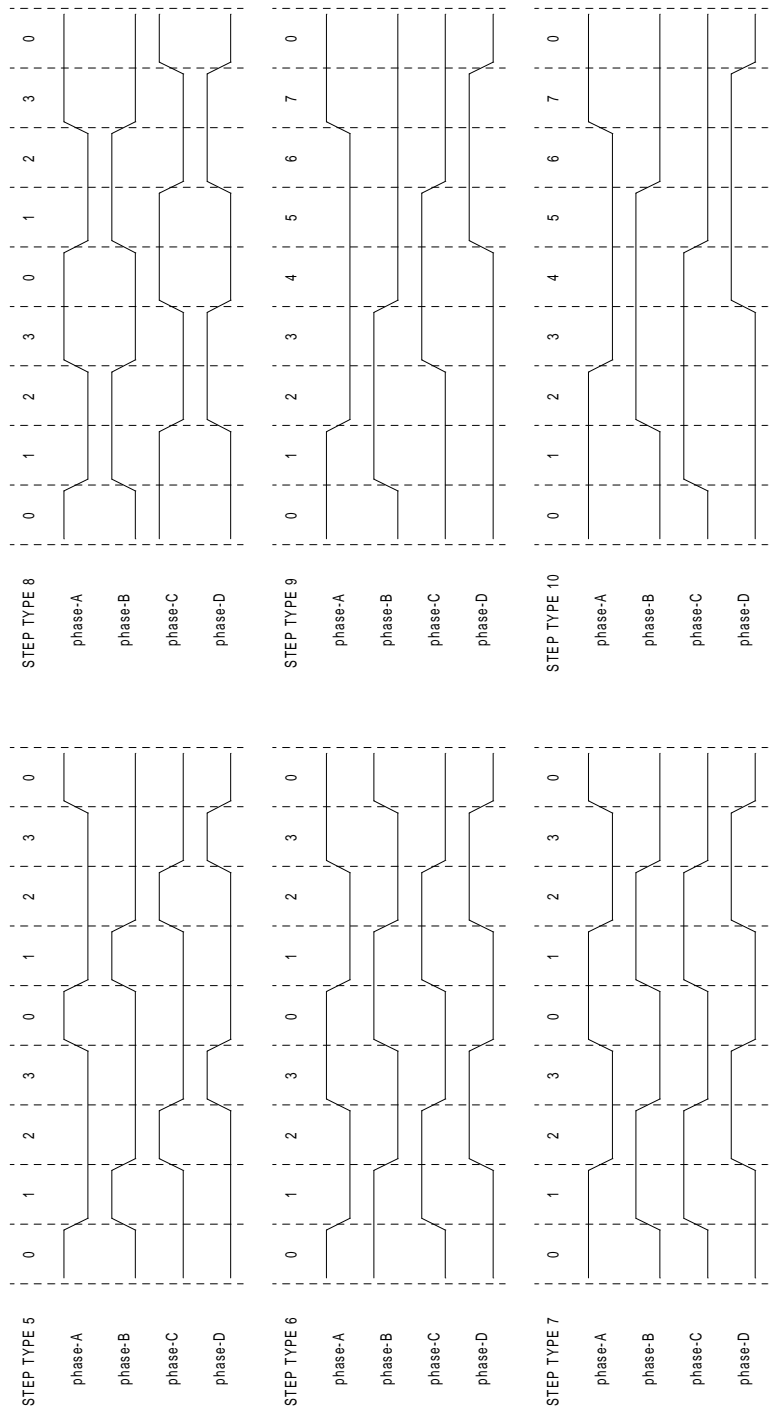 STEP TYPE 5 0 1 2 3 0 1 2 3 0
phase-A
phase-B
phase-C
phase-D
STEP TYPE 6 0 1 2 3 0 1 2 3 0
phase-A
phase-B
phase-C
phase-D
STEP TYPE 7 0 1 2 3 0 1 2 3 0
phase-A
phase-B
phase-C
phase-D
STEP TYPE 8 0 1 2 3 0 1 2 3 0
phase-A
phase-B
phase-C
phase-D
STEP TYPE 9 0 1 2 3 4 5 6 7 0
phase-A
phase-B
phase-C
phase-D
STEP TYPE 10 0 1 2 3 4 5 6 7 0
phase-A
phase-B
phase-C
phase-D